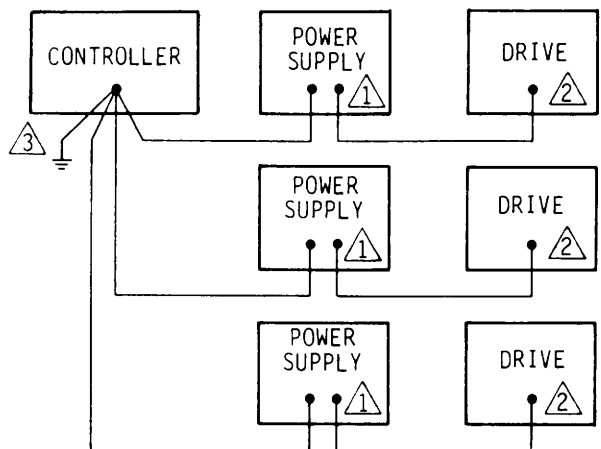 CONTROLLER
POWER
SUPPLY
1
DRIVE
2
3
POWER
SUPPLY
1
DRIVE
2
POWER
SUPPLY
1
DRIVE
2